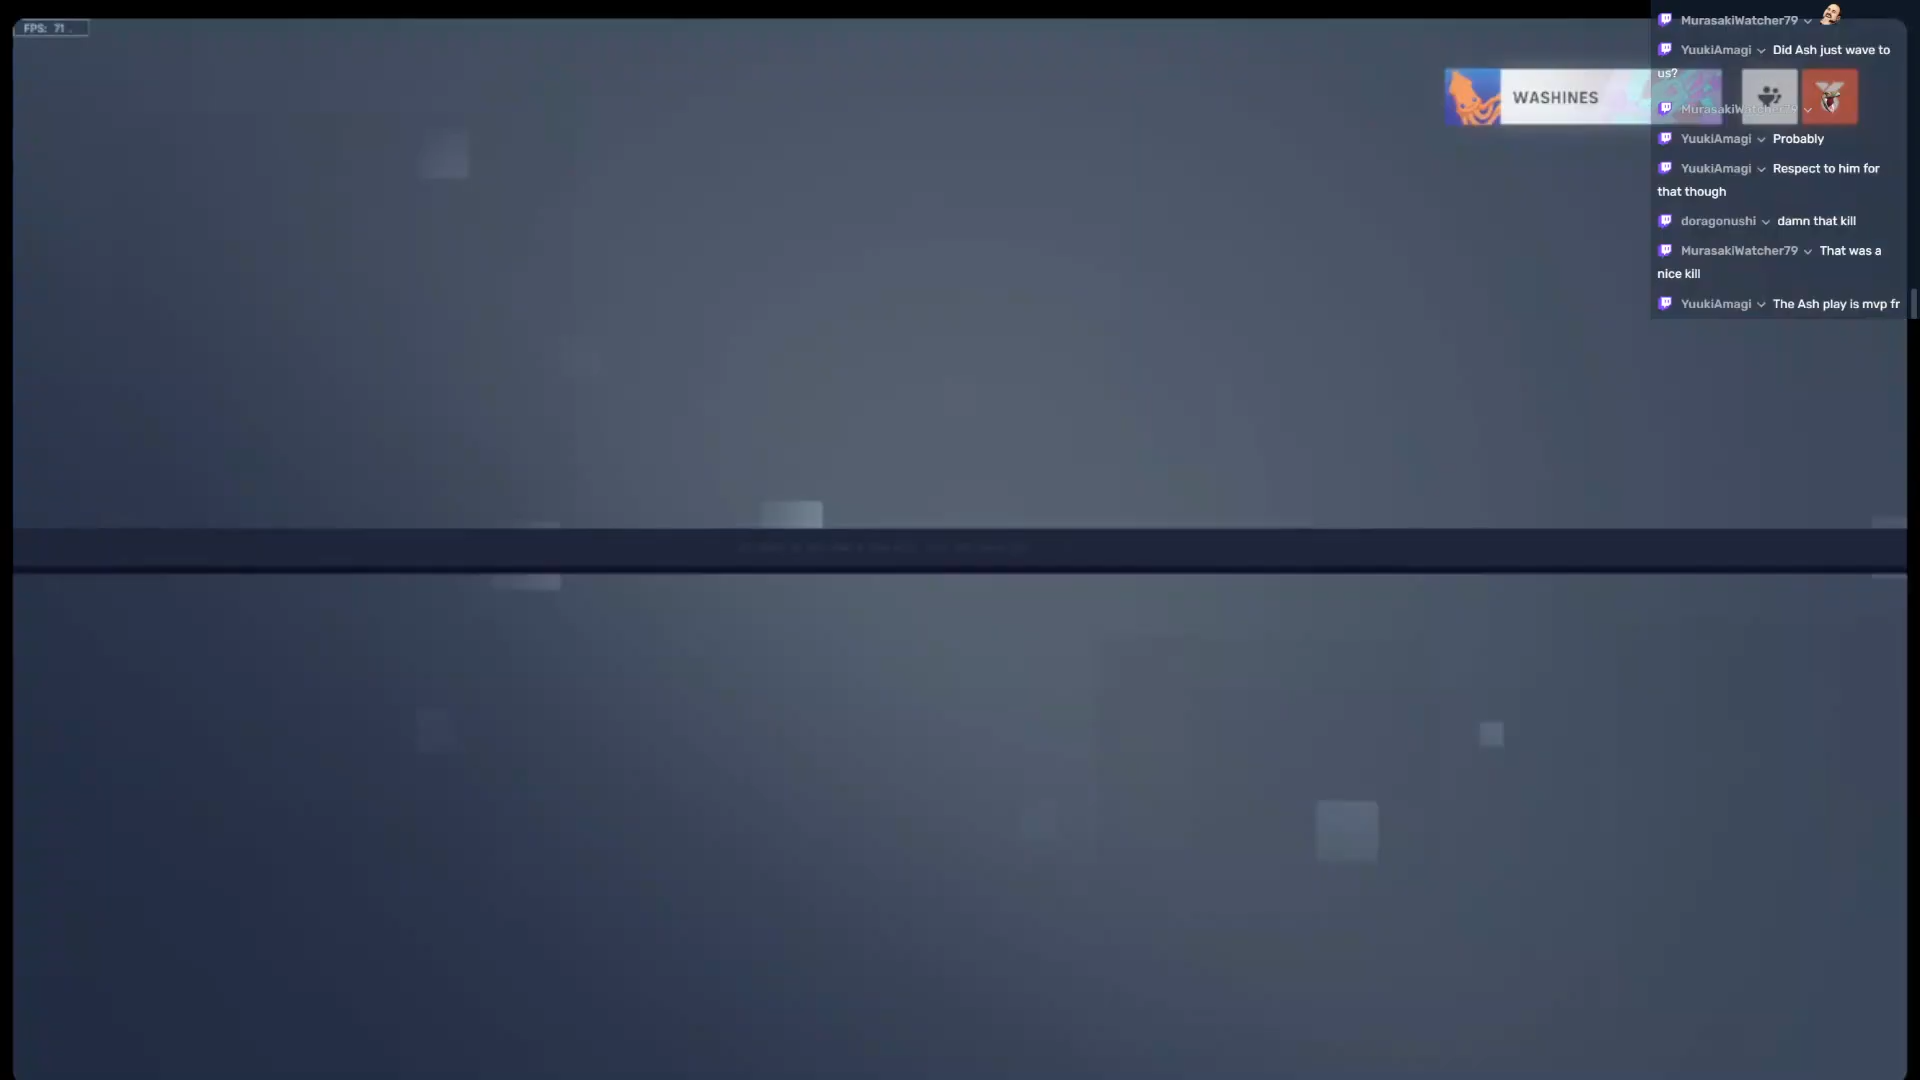 FPS: 71
MurasakiWatcher79
YuukiAmagi Did Ash just wave to
us?
WASHINES
MurasakiWatcher79
YuukiAmagi Probably
YuukiAmagi Respect to him for
that though
doragonushi damn that kill
MurasakiWatcher79 That was a
nice kill
YuukiAmagi The Ash play is mvp fr